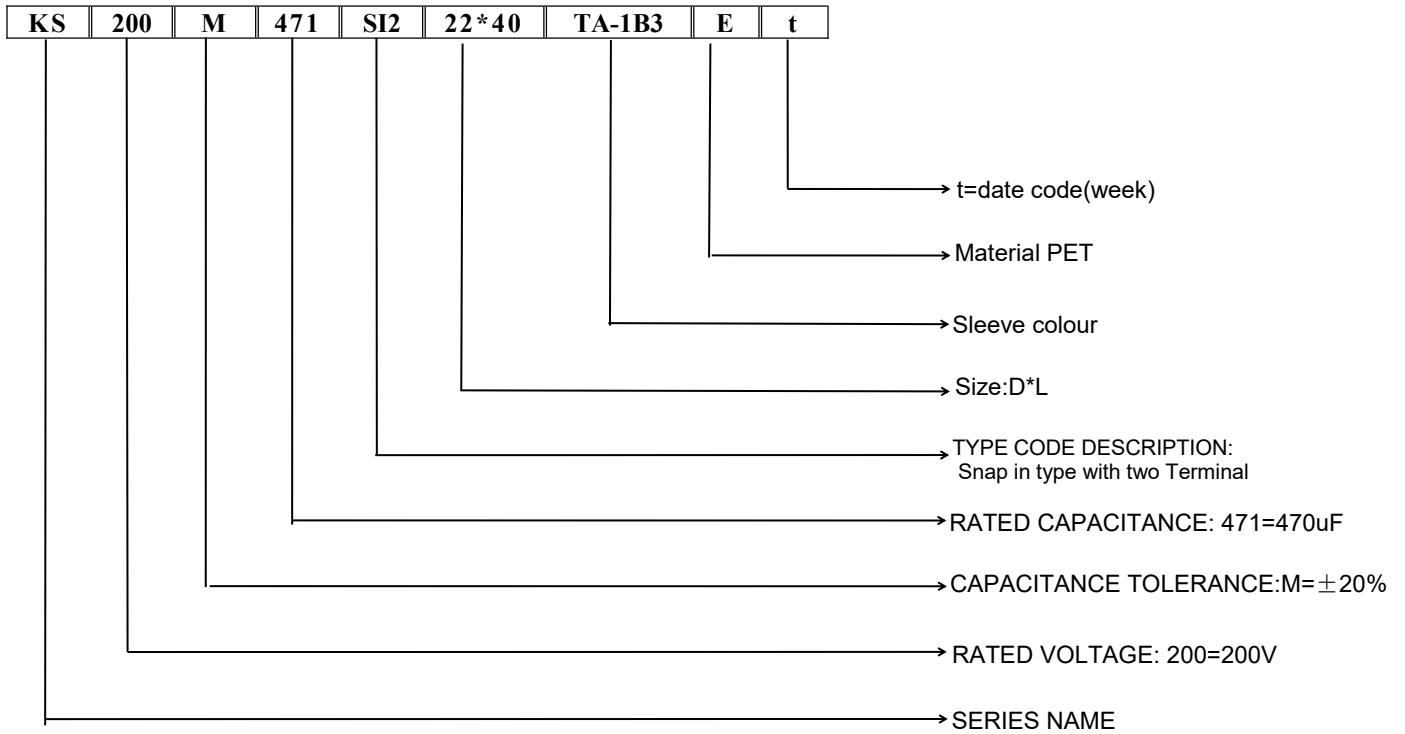 KS 200 M 471 SI2 22*40 TA-1B3 E t
t=date code(week)
Material PET
Sleeve colour
Size:D*L
TYPE CODE DESCRIPTION:
Snap in type with two Terminal
RATED CAPACITANCE: 471=470uF
CAPACITANCE TOLERANCE:M=±20%
RATED VOLTAGE: 200=200V
SERIES NAME